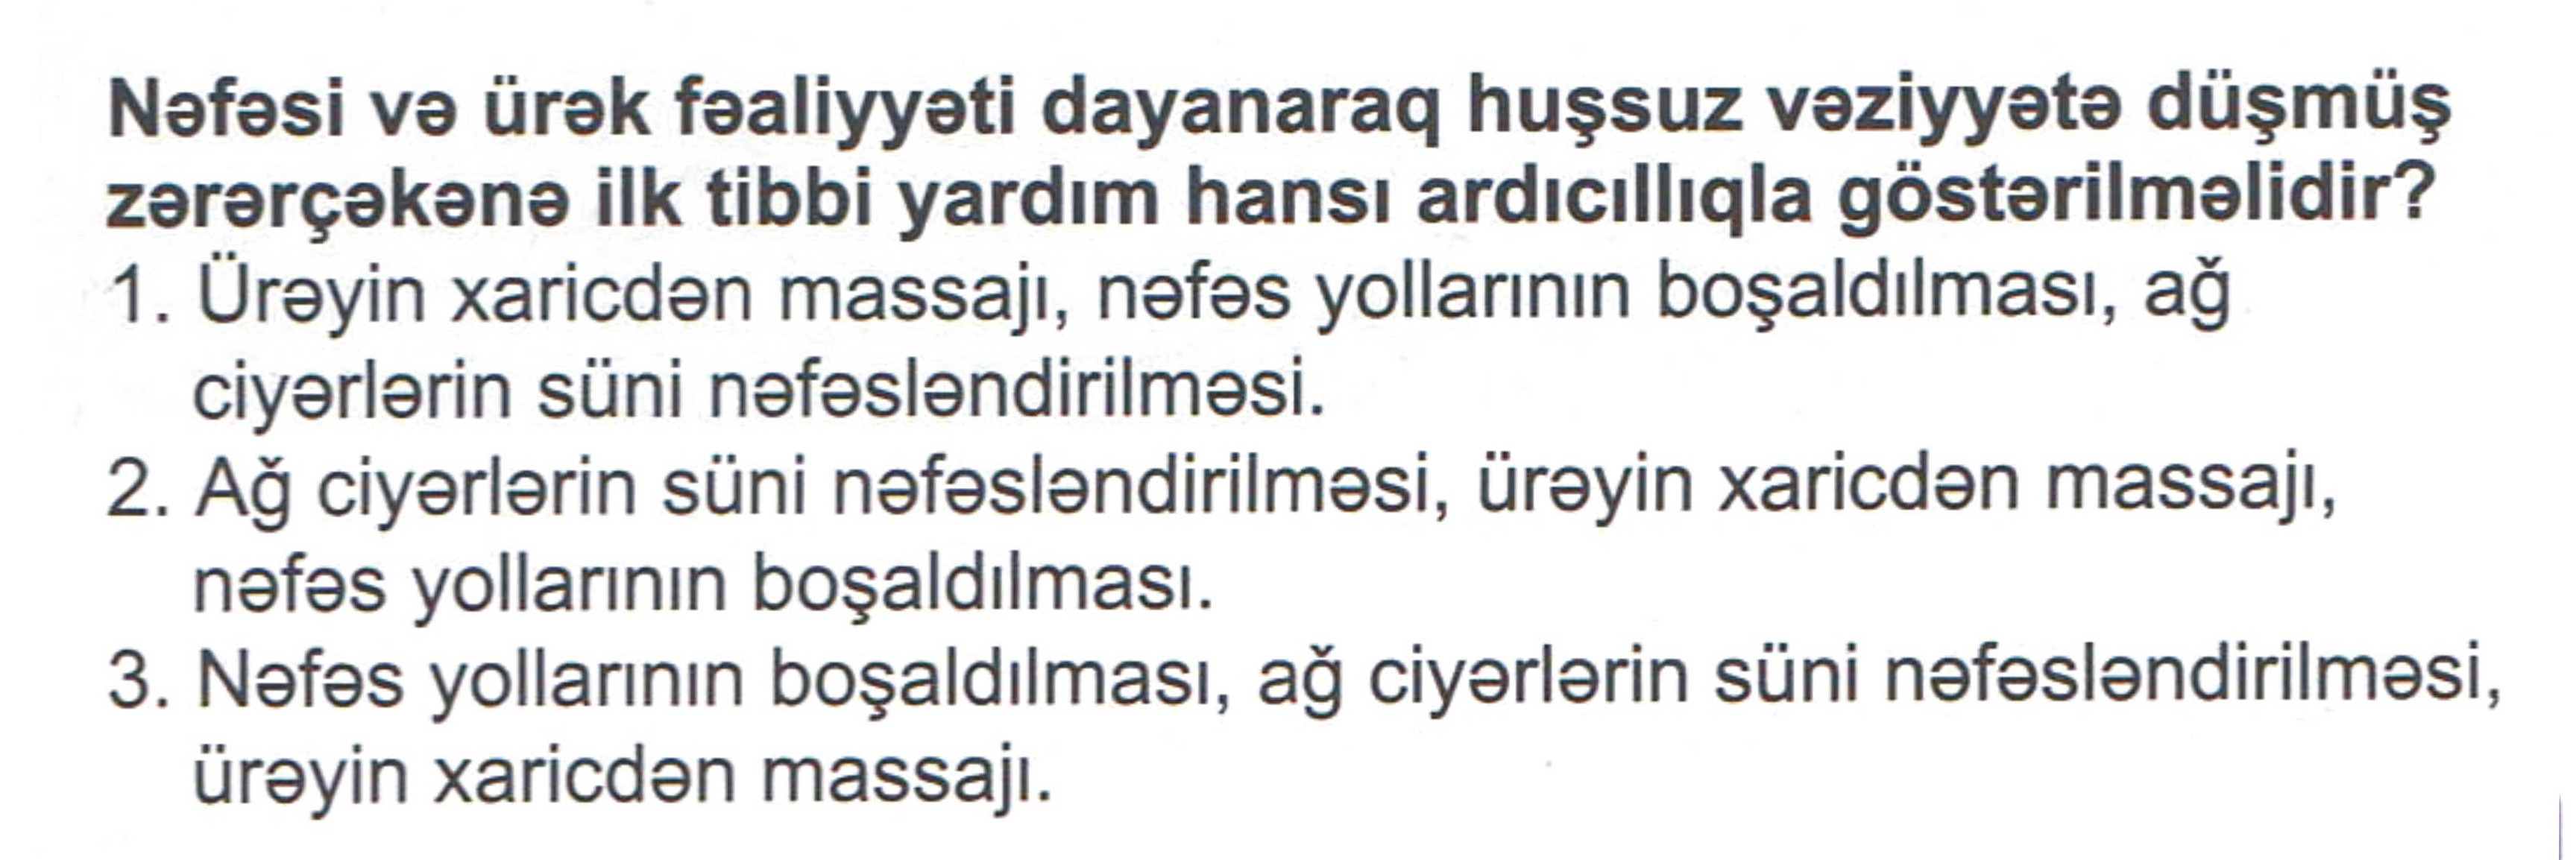 Nəfəsi və ürək fəaliyyəti dayanaraq huşsuz vəziyyətə düşmüş
zərərçəkənə ilk tibbi yardım hansı ardıcıllıqla göstərilməlidir?
1. Ürəyin xaricdən massajı, nəfəs yollarının boşaldılması, ağ
ciyərlərin süni nəfəsləndirilməsi.
2. Ağ ciyərlərin süni nəfəsləndirilməsi, ürəyin xaricdən massajı,
nəfəs yollarının boşaldılması.
3. Nəfəs yollarının boşaldılması, ağ ciyərlərin süni nəfəsləndirilməsi,
ürəyin xaricdən massajı.